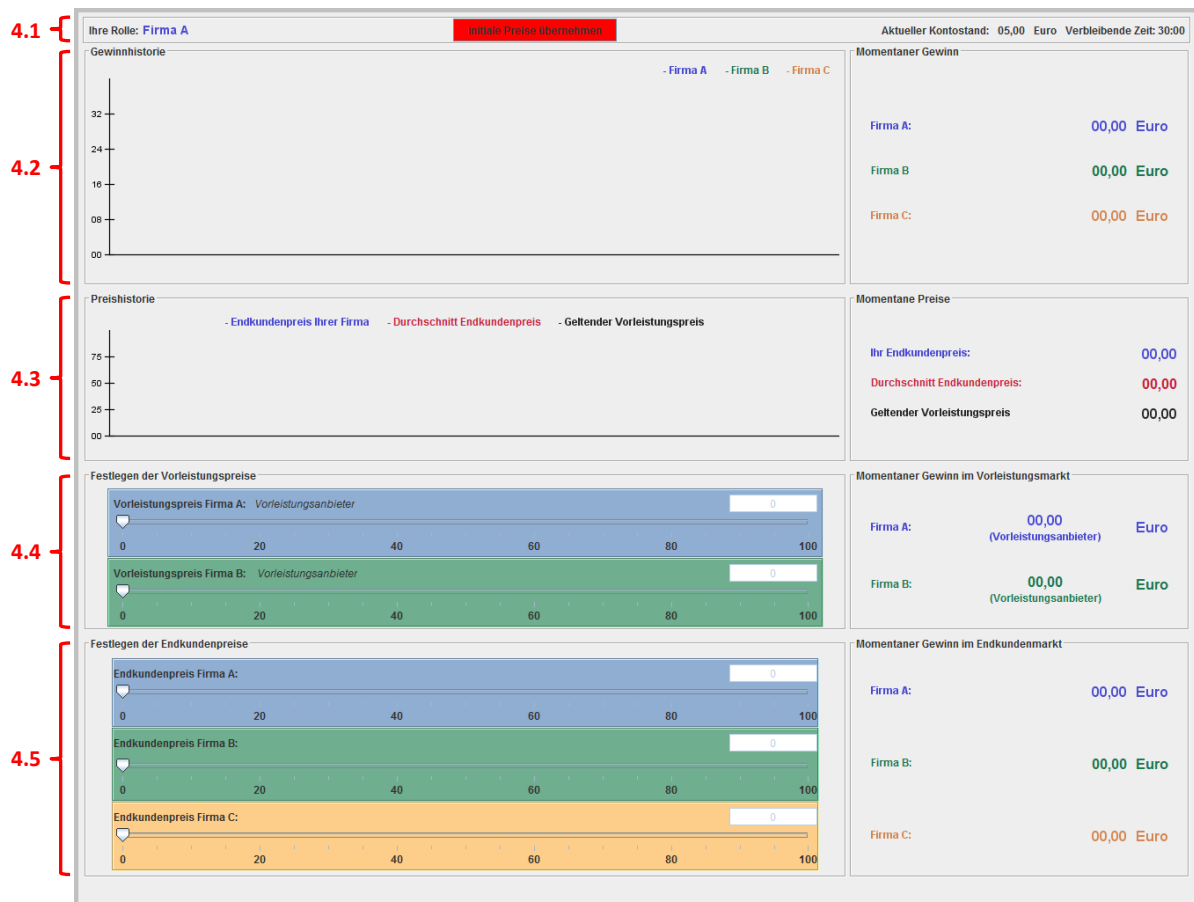 4.1
Ihre Rolle: Firma A Initiale Preise übernehmen Aktueller Kontostand: 05,00 Euro Verbleibende Zeit: 30:00
4.2
Gewinnhistorie
- Firma A - Firma B - Firma C
32
24
16
08
00
Momentaner Gewinn
Firma A: 00,00 Euro
Firma B 00,00 Euro
Firma C: 00,00 Euro
4.3
Preishistorie
- Endkundenpreis Ihrer Firma - Durchschnitt Endkundenpreis - Geltender Vorleistungspreis
75
50
25
00
Momentane Preise
Ihr Endkundenpreis: 00,00
Durchschnitt Endkundenpreis: 00,00
Geltender Vorleistungspreis 00,00
4.4
Festlegen der Vorleistungspreise
Vorleistungspreis Firma A: Vorleistungsanbieter 0
0 20 40 60 80 100
Vorleistungspreis Firma B: Vorleistungsanbieter 0
0 20 40 60 80 100
Momentaner Gewinn im Vorleistungsmarkt
Firma A: 00,00 Euro
(Vorleistungsanbieter)
Firma B: 00,00 Euro
(Vorleistungsanbieter)
4.5
Festlegen der Endkundenpreise
Endkundenpreis Firma A: 0
0 20 40 60 80 100
Endkundenpreis Firma B: 0
0 20 40 60 80 100
Endkundenpreis Firma C: 0
0 20 40 60 80 100
Momentaner Gewinn im Endkundenmarkt
Firma A: 00,00 Euro
Firma B: 00,00 Euro
Firma C: 00,00 Euro